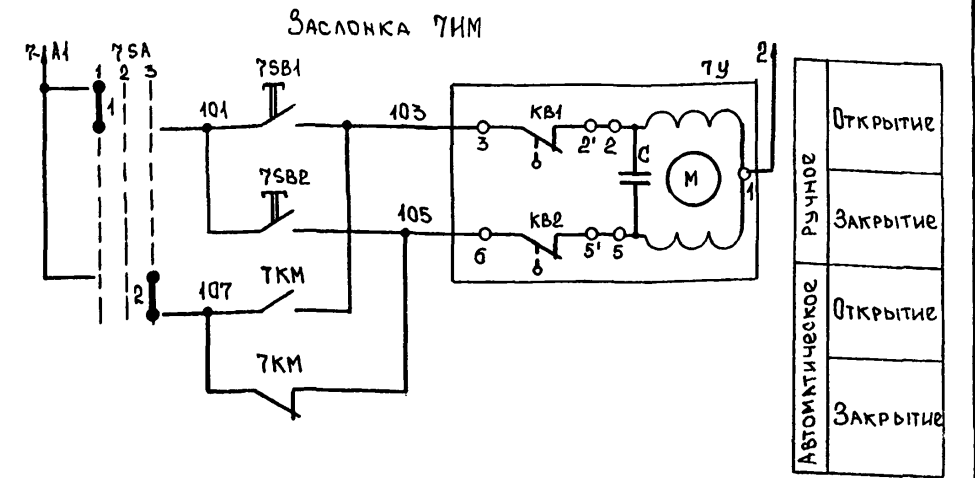 Заслонка 7ИМ
7-А1
7SA
1 2 3
1
101
7SB1
103
7SB2
105
2
107
7КМ
7КМ
7У
3
КВ1
2' 2
С
М
1
6
КВ2
5' 5
2
Ручное
Открытие
Закрытие
Автоматическое
Открытие
Закрытие